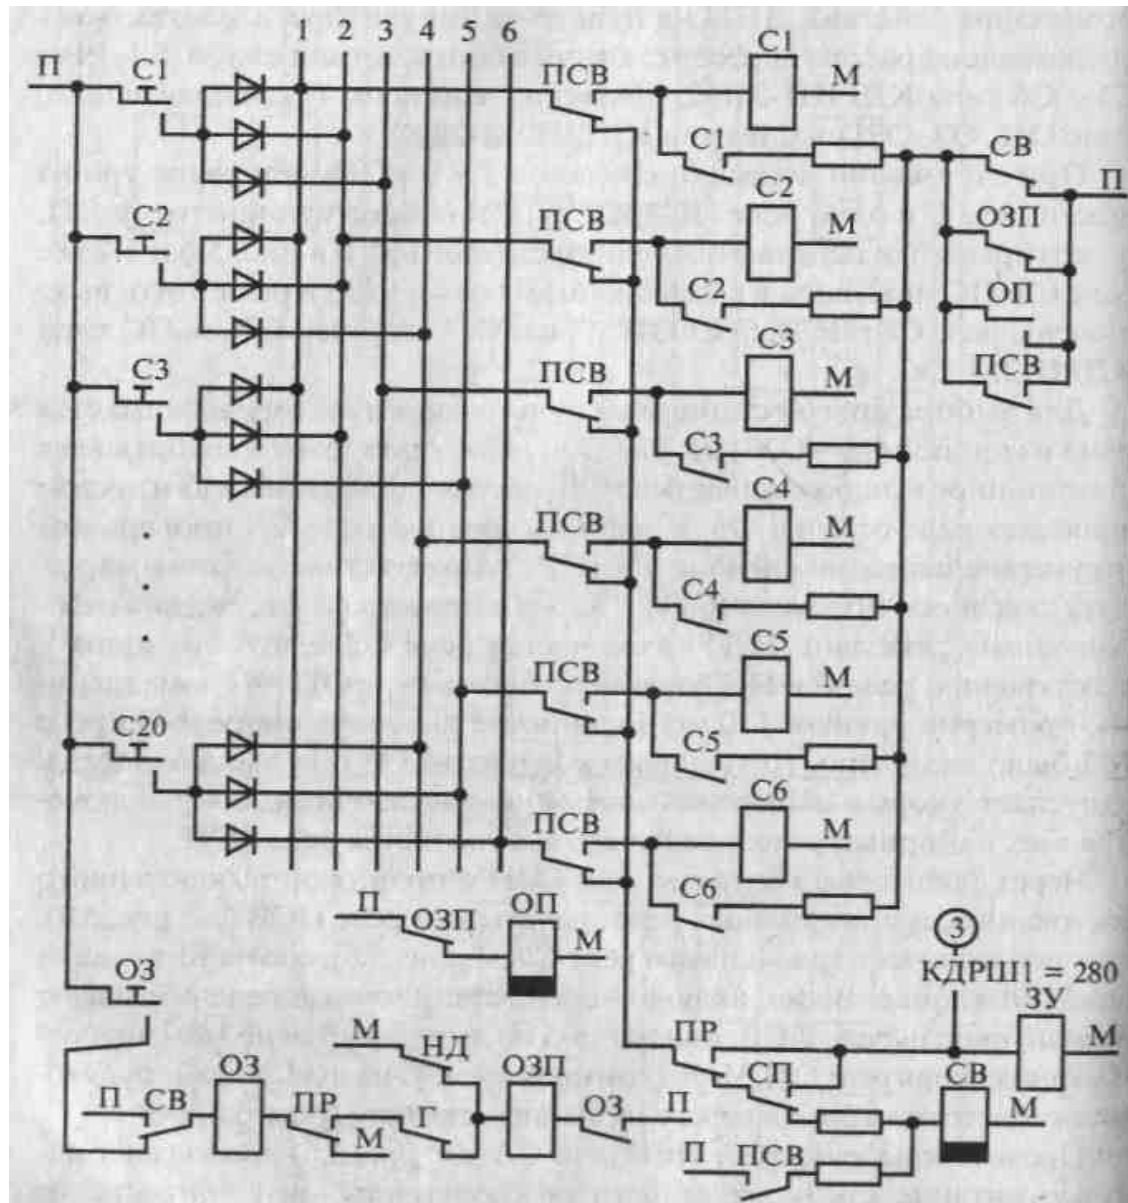 1 2 3 4 5 6
П С1 ПСВ С1 М
С1 СВ
П
С2 ПСВ С2 М ОЗП
С2 ОП
С3 ПСВ С3 М ПСВ
С3
ПСВ С4 М
С4
ПСВ С5 М
С20 С5
ПСВ С6 М
С6
П ОЗП ОП М 3
КДРШ1 = 280
ОЗ ЗУ
М НД ПР М
ОЗ ОЗП СП СВ
П СВ ПР М ОЗ П М
П ПСВ